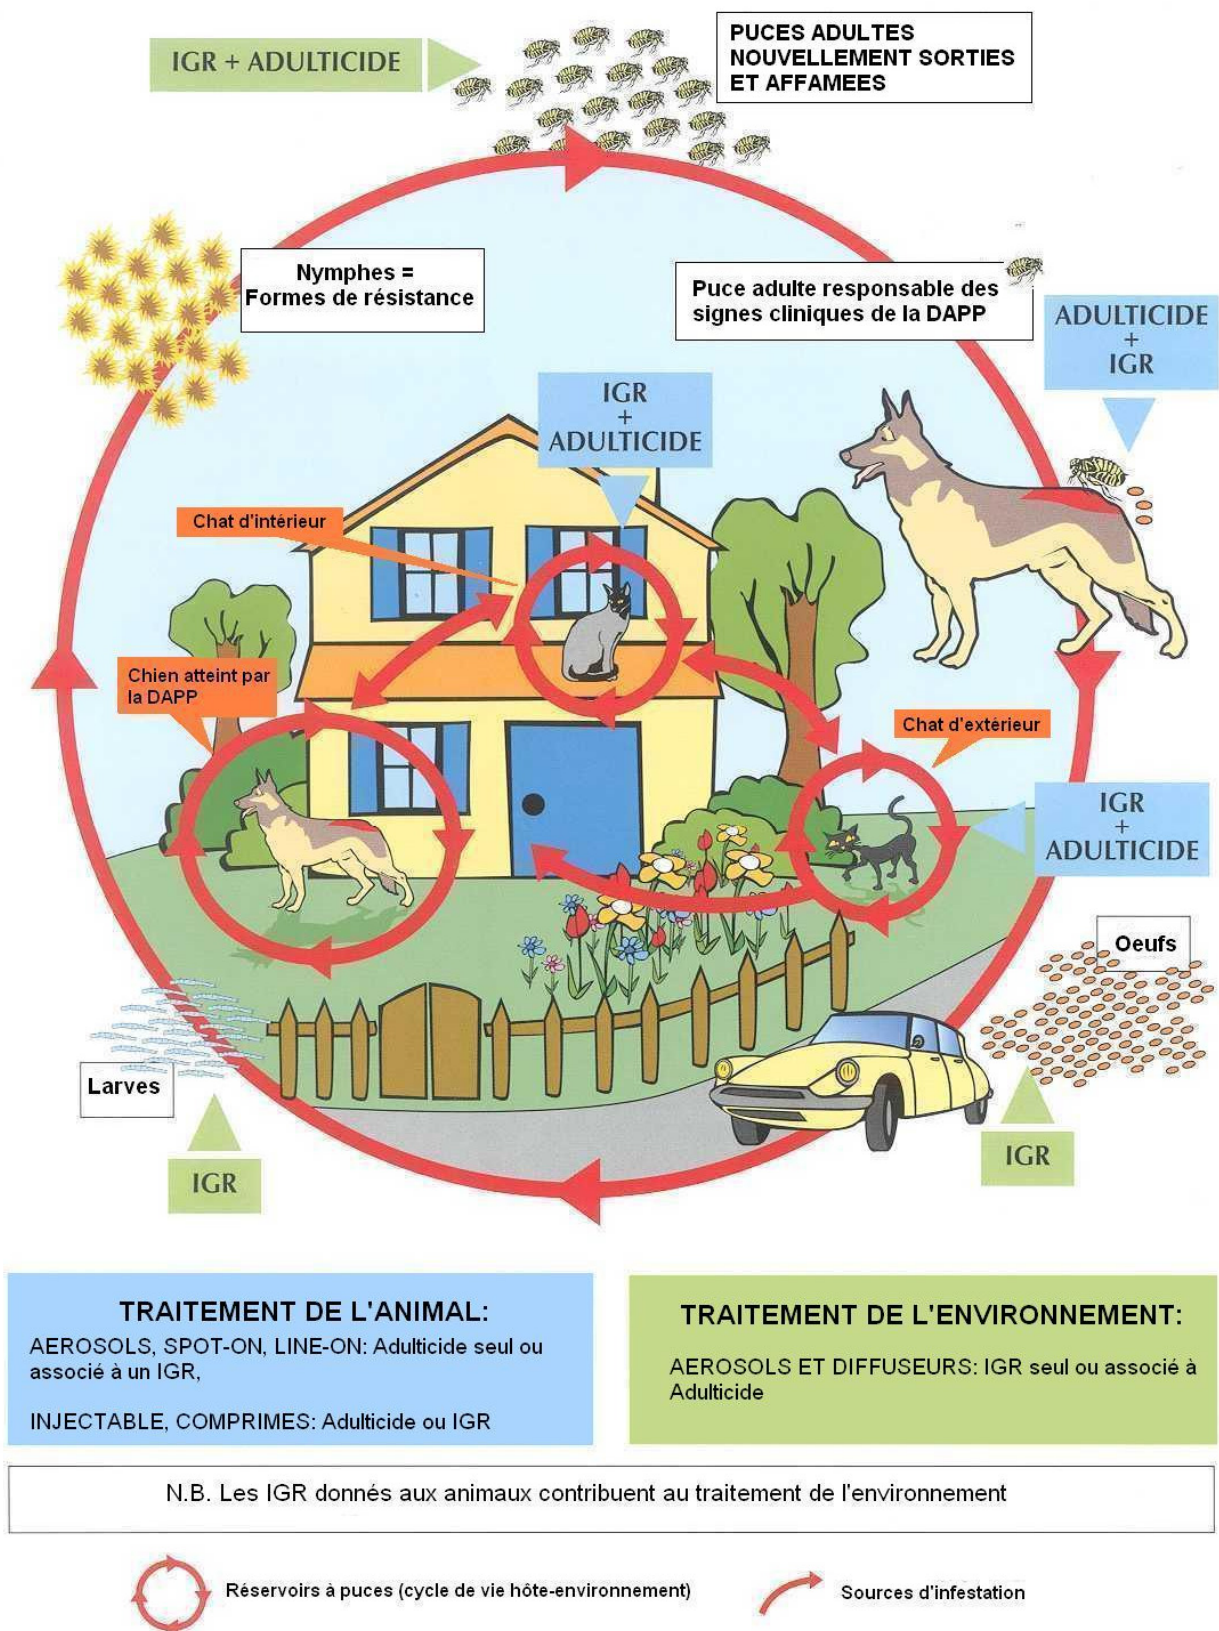 IGR + ADULTICIDE
PUCES ADULTES
NOUVELLEMENT SORTIES
ET AFFAMEES
Nymphes =
Formes de résistance
Puce adulte responsable des
signes cliniques de la DAPP
ADULTICIDE
+
IGR
IGR
+
ADULTICIDE
Chat d'intérieur
Chien atteint par
la DAPP
Chat d'extérieur
IGR
+
ADULTICIDE
Oeufs
Larves
IGR
IGR
TRAITEMENT DE L'ANIMAL:
AEROSOLS, SPOT-ON, LINE-ON: Adulticide seul ou
associé à un IGR,
INJECTABLE, COMPRIMES: Adulticide ou IGR
TRAITEMENT DE L'ENVIRONNEMENT:
AEROSOLS ET DIFFUSEURS: IGR seul ou associé à
Adulticide
N.B. Les IGR donnés aux animaux contribuent au traitement de l'environnement
Réservoirs à puces (cycle de vie hôte-environnement)
Sources d'infestation